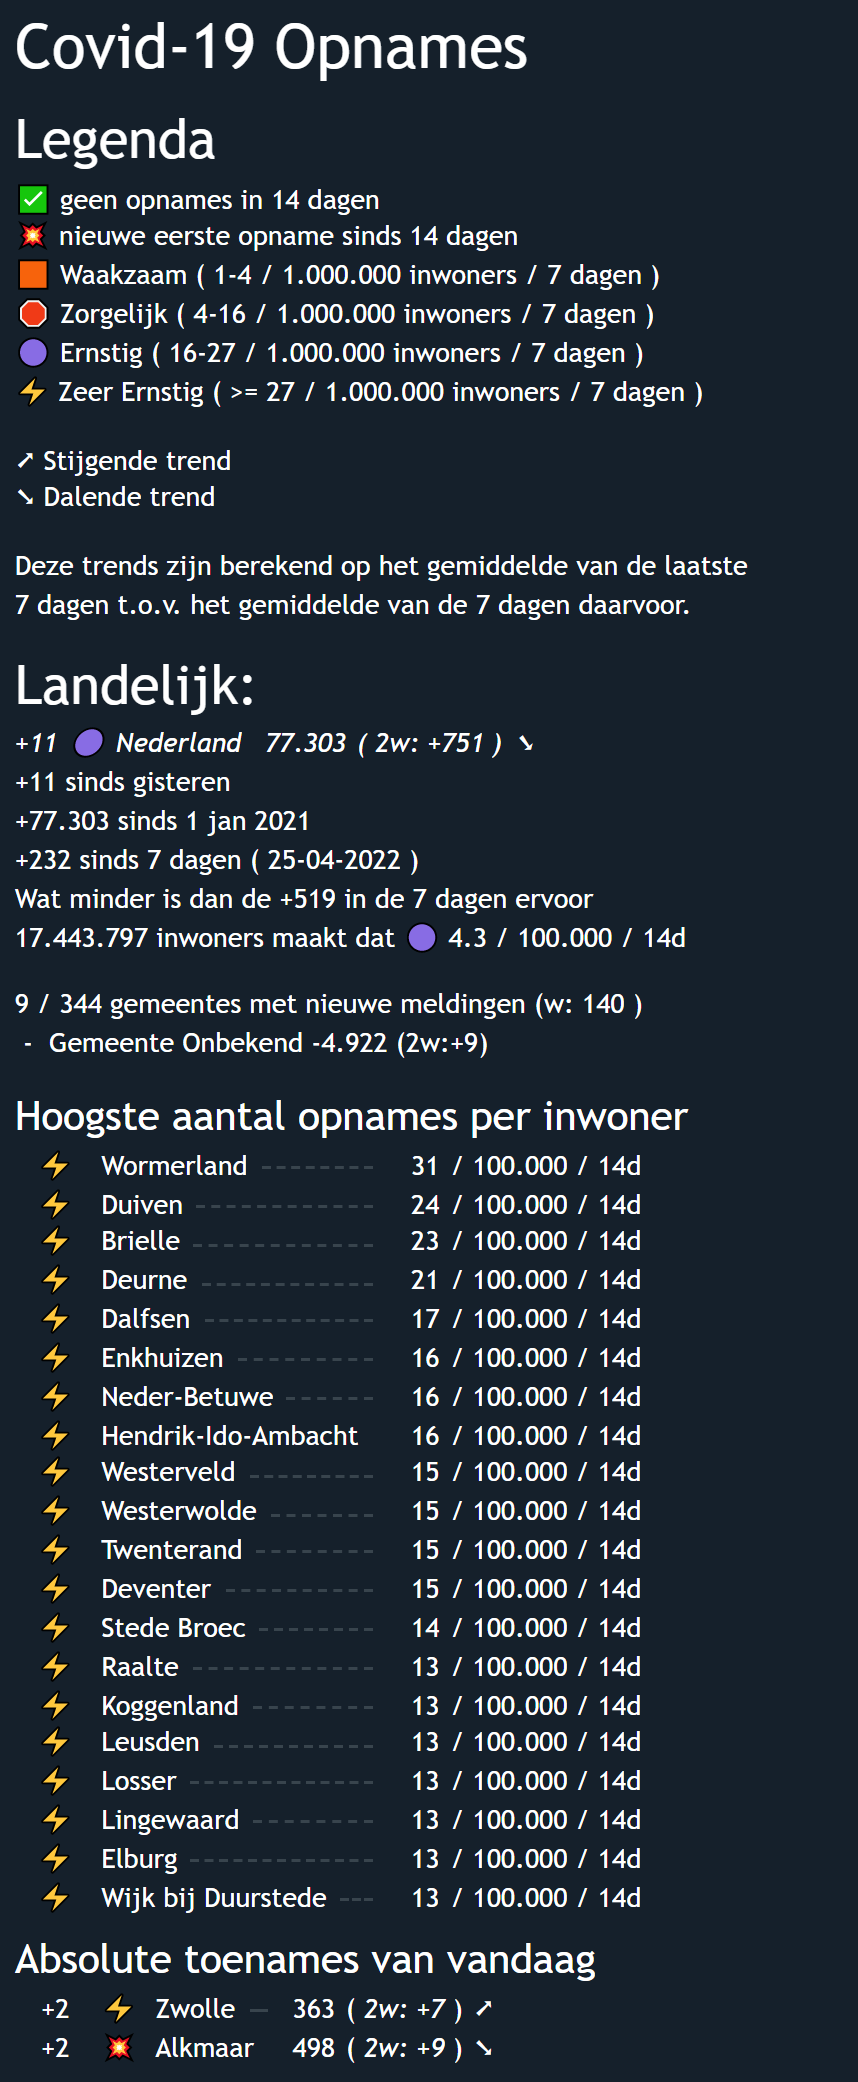 Covid-19 Opnames
Legenda
✅ geen opnames in 14 dagen
💥 nieuwe eerste opname sinds 14 dagen
🟧 Waakzaam ( 1-4 / 1.000.000 inwoners / 7 dagen )
🛑 Zorgelijk ( 4-16 / 1.000.000 inwoners / 7 dagen )
🟣 Ernstig ( 16-27 / 1.000.000 inwoners / 7 dagen )
⚡ Zeer Ernstig ( >= 27 / 1.000.000 inwoners / 7 dagen )
➚ Stijgende trend
➘ Dalende trend
Deze trends zijn berekend op het gemiddelde van de laatste
7 dagen t.o.v. het gemiddelde van de 7 dagen daarvoor.
Landelijk:
+11 🟣 Nederland 77.303 ( 2w: +751 ) ➘
+11 sinds gisteren
+77.303 sinds 1 jan 2021
+232 sinds 7 dagen ( 25-04-2022 )
Wat minder is dan de +519 in de 7 dagen ervoor
17.443.797 inwoners maakt dat 🟣 4.3 / 100.000 / 14d
9 / 344 gemeentes met nieuwe meldingen (w: 140 )
- Gemeente Onbekend -4.922 (2w:+9)
Hoogste aantal opnames per inwoner
⚡ Wormerland --------- 31 / 100.000 / 14d
⚡ Duiven -------------- 24 / 100.000 / 14d
⚡ Brielle -------------- 23 / 100.000 / 14d
⚡ Deurne ------------- 21 / 100.000 / 14d
⚡ Dalfsen ------------- 17 / 100.000 / 14d
⚡ Enkhuizen ---------- 16 / 100.000 / 14d
⚡ Neder-Betuwe ------- 16 / 100.000 / 14d
⚡ Hendrik-Ido-Ambacht 16 / 100.000 / 14d
⚡ Westerveld --------- 15 / 100.000 / 14d
⚡ Westerwolde -------- 15 / 100.000 / 14d
⚡ Twenterand --------- 15 / 100.000 / 14d
⚡ Deventer ----------- 15 / 100.000 / 14d
⚡ Stede Broec --------- 14 / 100.000 / 14d
⚡ Raalte -------------- 13 / 100.000 / 14d
⚡ Koggenland --------- 13 / 100.000 / 14d
⚡ Leusden ------------ 13 / 100.000 / 14d
⚡ Losser -------------- 13 / 100.000 / 14d
⚡ Lingewaard --------- 13 / 100.000 / 14d
⚡ Elburg -------------- 13 / 100.000 / 14d
⚡ Wijk bij Duurstede --- 13 / 100.000 / 14d
Absolute toenames van vandaag
+2 ⚡ Zwolle — 363 ( 2w: +7 ) ➚
+2 💥 Alkmaar 498 ( 2w: +9 ) ➘